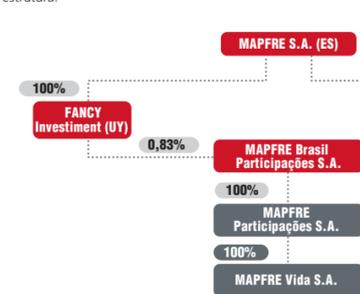 estrutura:
MAPFRE S.A. (ES)
100%
FANCY
Investiment (UY)
0,83%
MAPFRE Brasil
Participações S.A.
100%
MAPFRE
Participações S.A.
100%
MAPFRE Vida S.A.